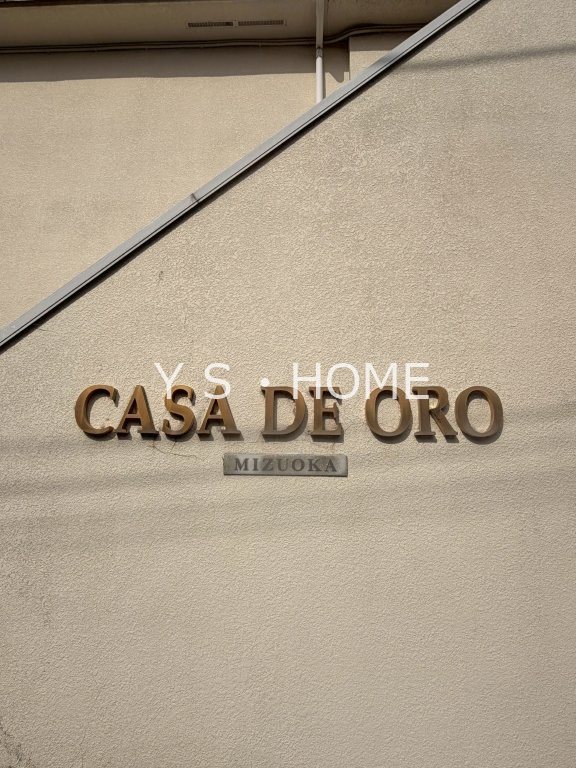 Y S ・ HOME
CASA DE ORO
MIZUOKA